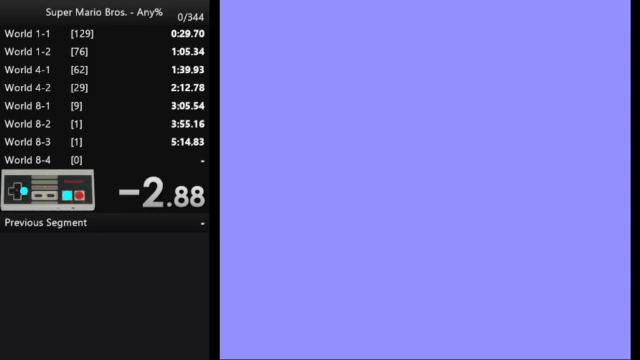 Super Mario Bros. - Any%
0/344
World 1-1 [129] 0:29.70
World 1-2 [76] 1:05.34
World 4-1 [62] 1:39.93
World 4-2 [29] 2:12.78
World 8-1 [9] 3:05.54
World 8-2 [1] 3:55.16
World 8-3 [1] 5:14.83
World 8-4 [0] -
-2.88
Previous Segment -